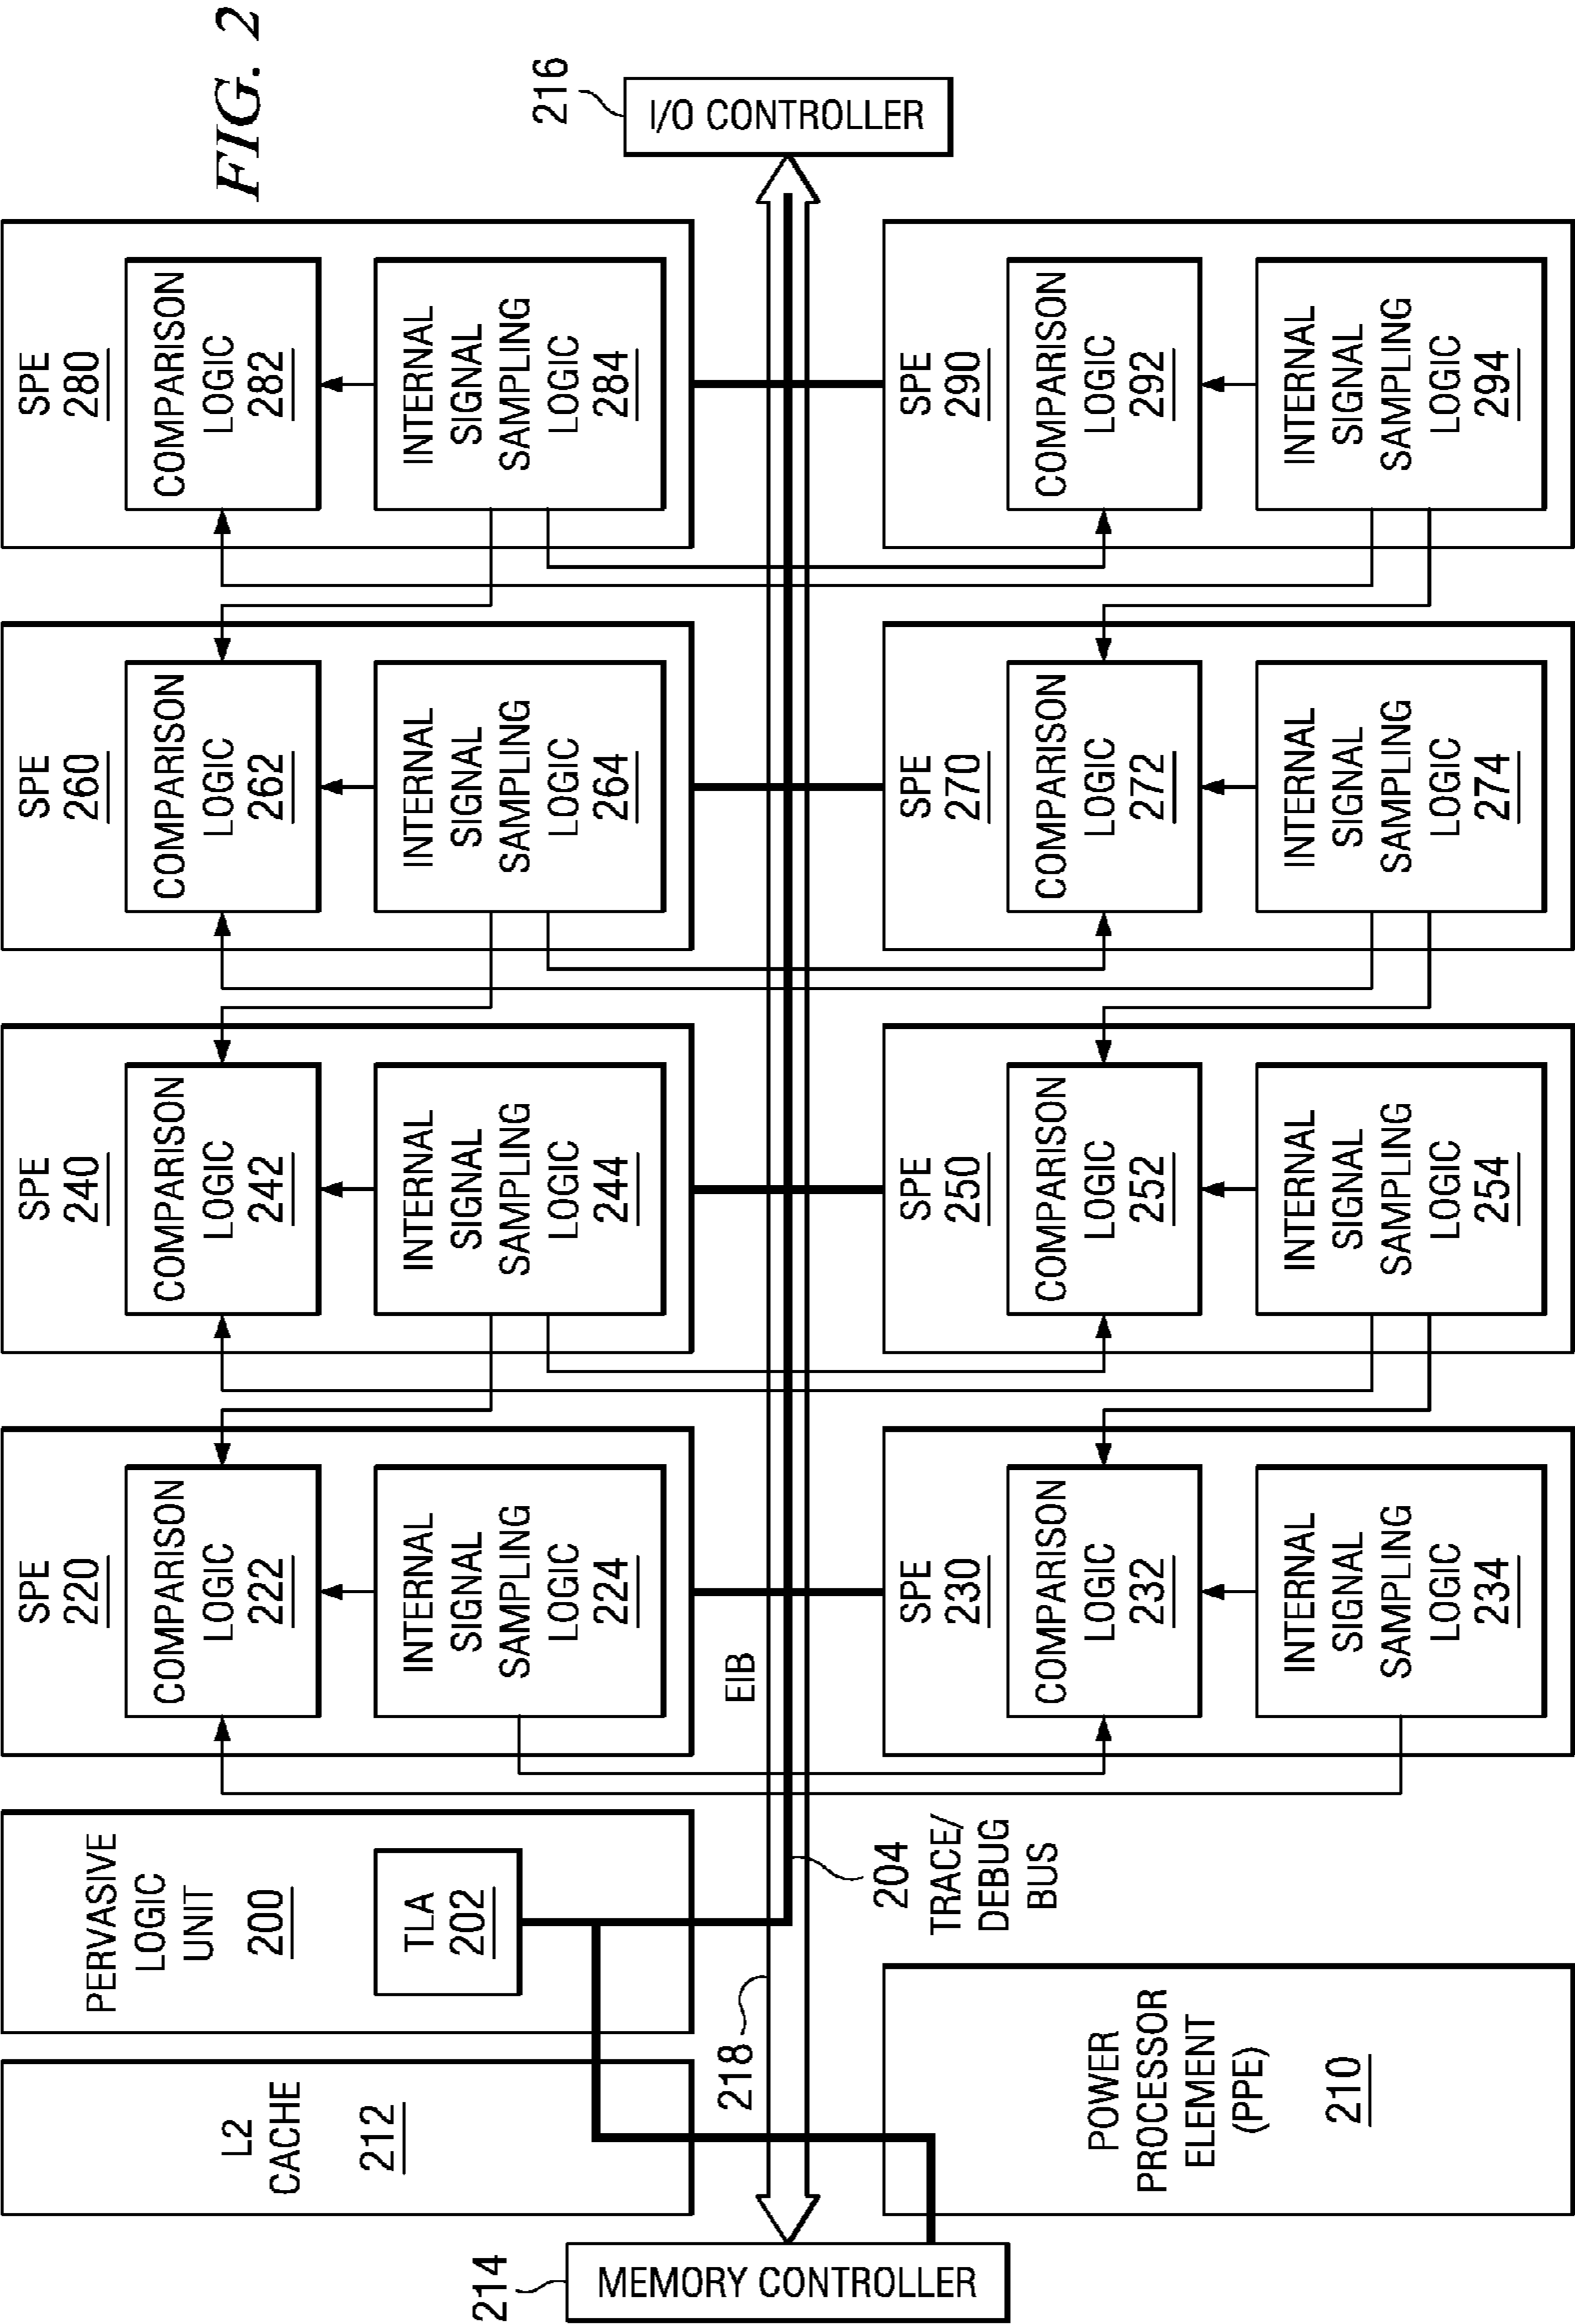 FIG. 2
L2
CACHE
212
PERVASIVE
LOGIC
UNIT
200
TLA
202
SPE
220
COMPARISON
LOGIC
222
INTERNAL
SIGNAL
SAMPLING
LOGIC
224
SPE
240
COMPARISON
LOGIC
242
INTERNAL
SIGNAL
SAMPLING
LOGIC
244
SPE
260
COMPARISON
LOGIC
262
INTERNAL
SIGNAL
SAMPLING
LOGIC
264
SPE
280
COMPARISON
LOGIC
282
INTERNAL
SIGNAL
SAMPLING
LOGIC
284
214
MEMORY CONTROLLER
218
EIB
216
I/O CONTROLLER
204
TRACE/
DEBUG
BUS
POWER
PROCESSOR
ELEMENT
(PPE)
210
SPE
230
COMPARISON
LOGIC
232
INTERNAL
SIGNAL
SAMPLING
LOGIC
234
SPE
250
COMPARISON
LOGIC
252
INTERNAL
SIGNAL
SAMPLING
LOGIC
254
SPE
270
COMPARISON
LOGIC
272
INTERNAL
SIGNAL
SAMPLING
LOGIC
274
SPE
290
COMPARISON
LOGIC
292
INTERNAL
SIGNAL
SAMPLING
LOGIC
294